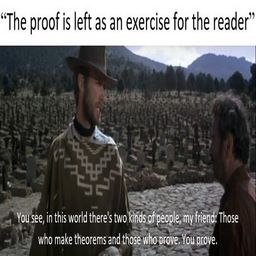 “The proof is left as an exercise for the reader”
You see, in this world there's two kinds of people, my friend: Those
who make theorems and those who prove. You prove.